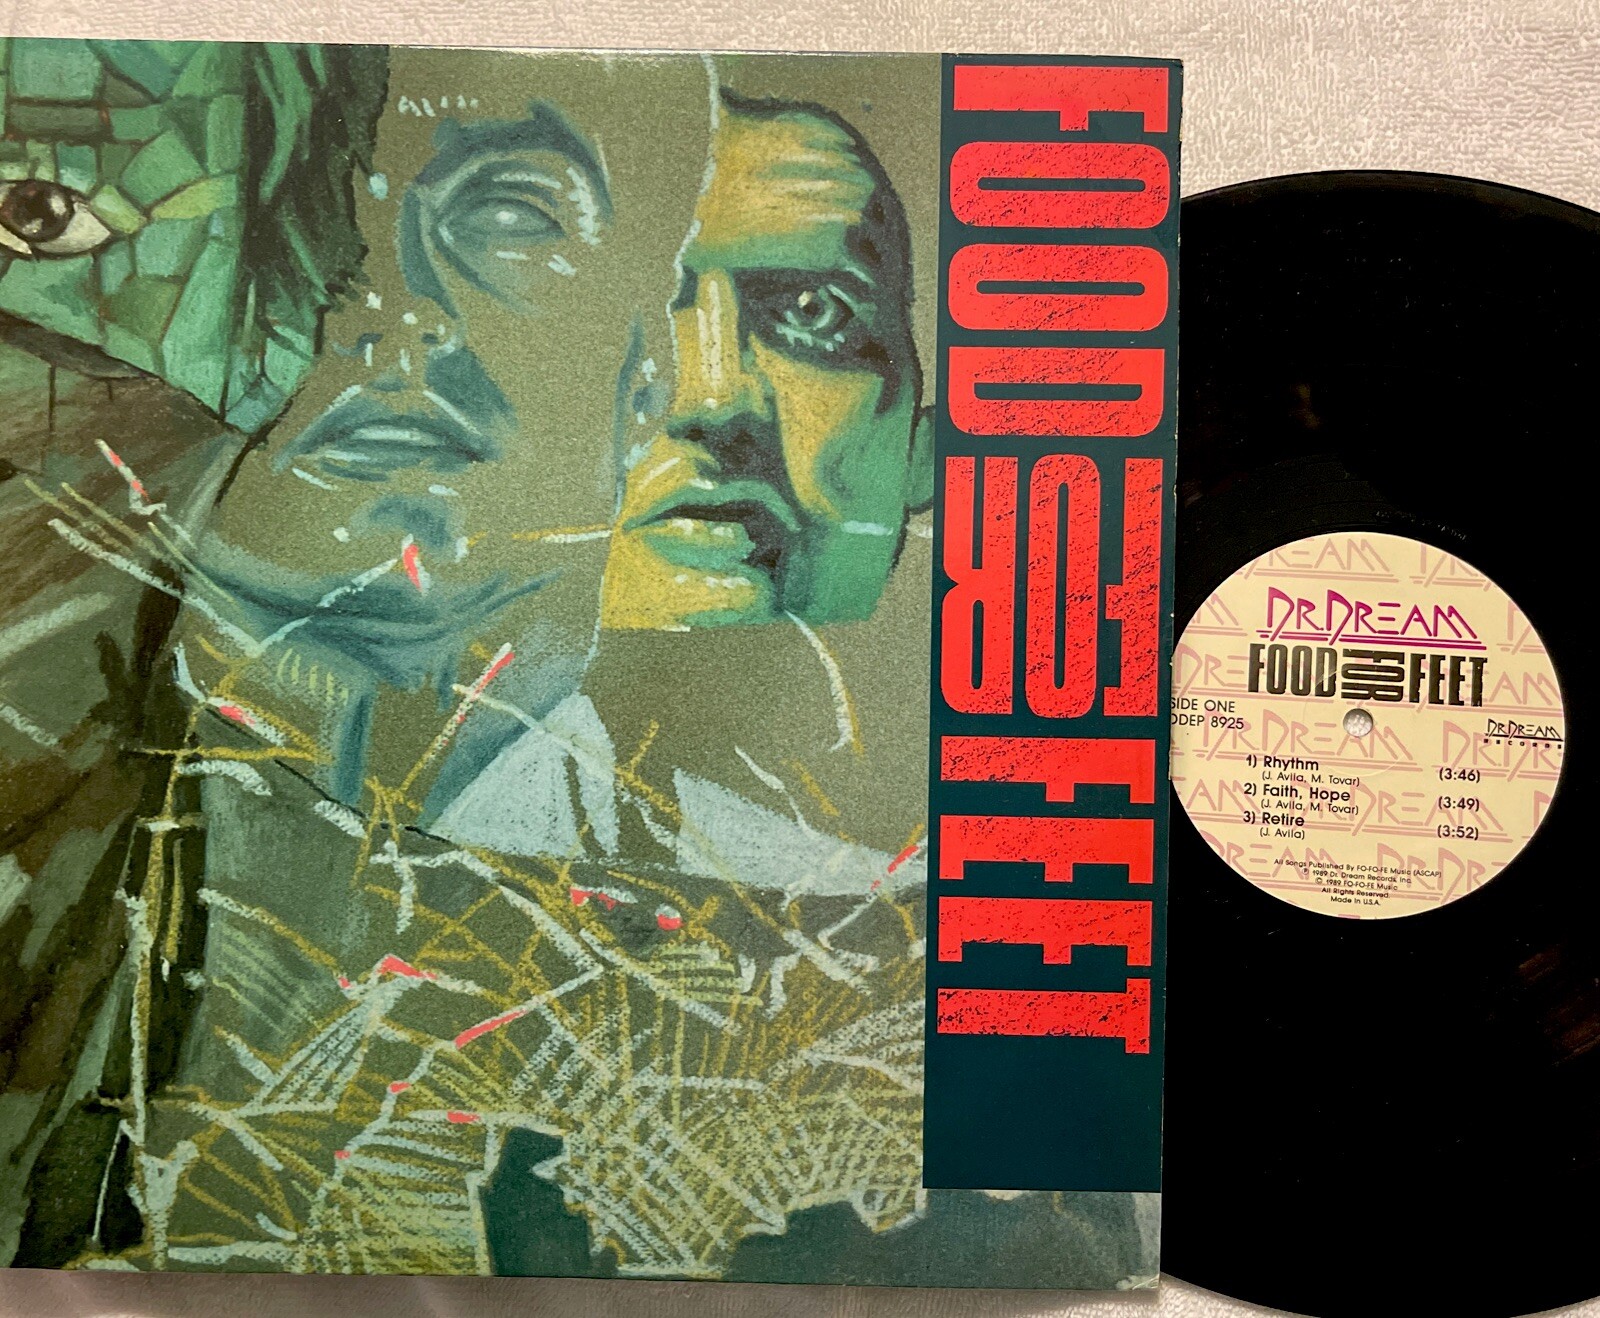 FOOD FOR FEET
DR. DREAM
FOOD FOR FEET
SIDE ONE
DDEP 8925
DR. DREAM
RECORDS
1) Rhythm (3:46)
(J. Avila, M. Tovar)
2) Faith, Hope (3:49)
(J. Avila, M. Tovar)
3) Retire (3:52)
(J. Avila)
All Songs Published By FO-FO-FE Music (ASCAP)
℗ 1989 Dr. Dream Records, Inc.
© 1989 FO-FO-FE Music
All Rights Reserved.
Made in U.S.A.